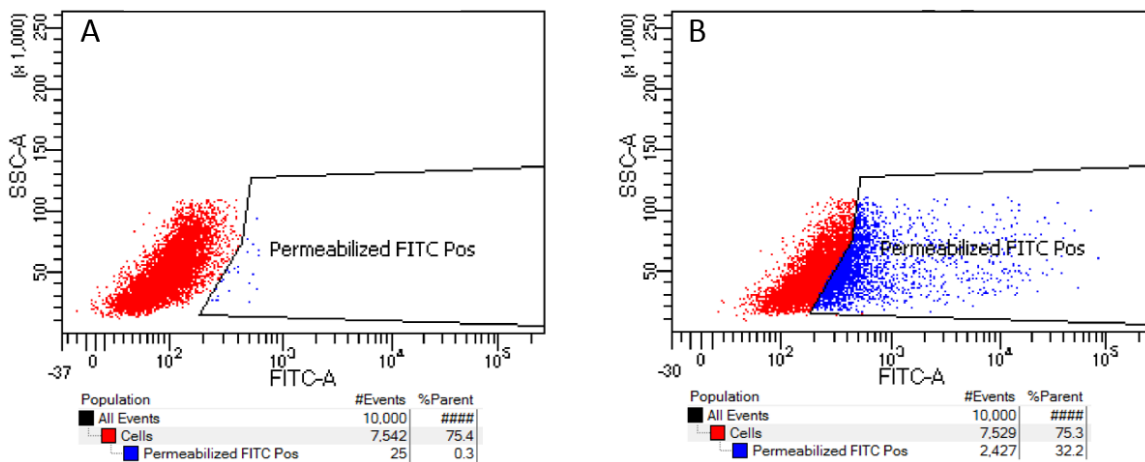 A
(x 1,000)
SSC-A
250
200
150
100
50
Permeabilized FITC Pos
-37 0 10² 10³ 10⁴ 10⁵
FITC-A
Population #Events %Parent
All Events 10,000 ####
Cells 7,542 75.4
Permeabilized FITC Pos 25 0.3
B
(x 1,000)
SSC-A
250
200
150
100
50
Permeabilized FITC Pos
-30 0 10² 10³ 10⁴ 10⁵
FITC-A
Population #Events %Parent
All Events 10,000 ####
Cells 7,529 75.3
Permeabilized FITC Pos 2,427 32.2